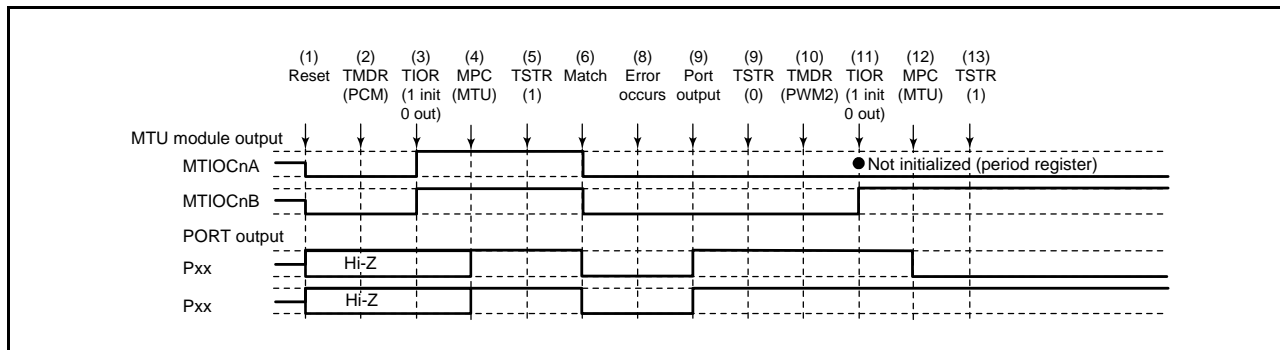 (1) (2) (3) (4) (5) (6) (8) (9) (9) (10) (11) (12) (13)
Reset TMDR TIOR MPC TSTR Match Error Port TSTR TMDR TIOR MPC TSTR
(PCM) (1 init (MTU) (1) occurs output (0) (PWM2) (1 init (MTU) (1)
0 out) 0 out)
MTU module output
MTIOCnA
Not initialized (period register)
MTIOCnB
PORT output
Pxx
Hi-Z
Pxx
Hi-Z